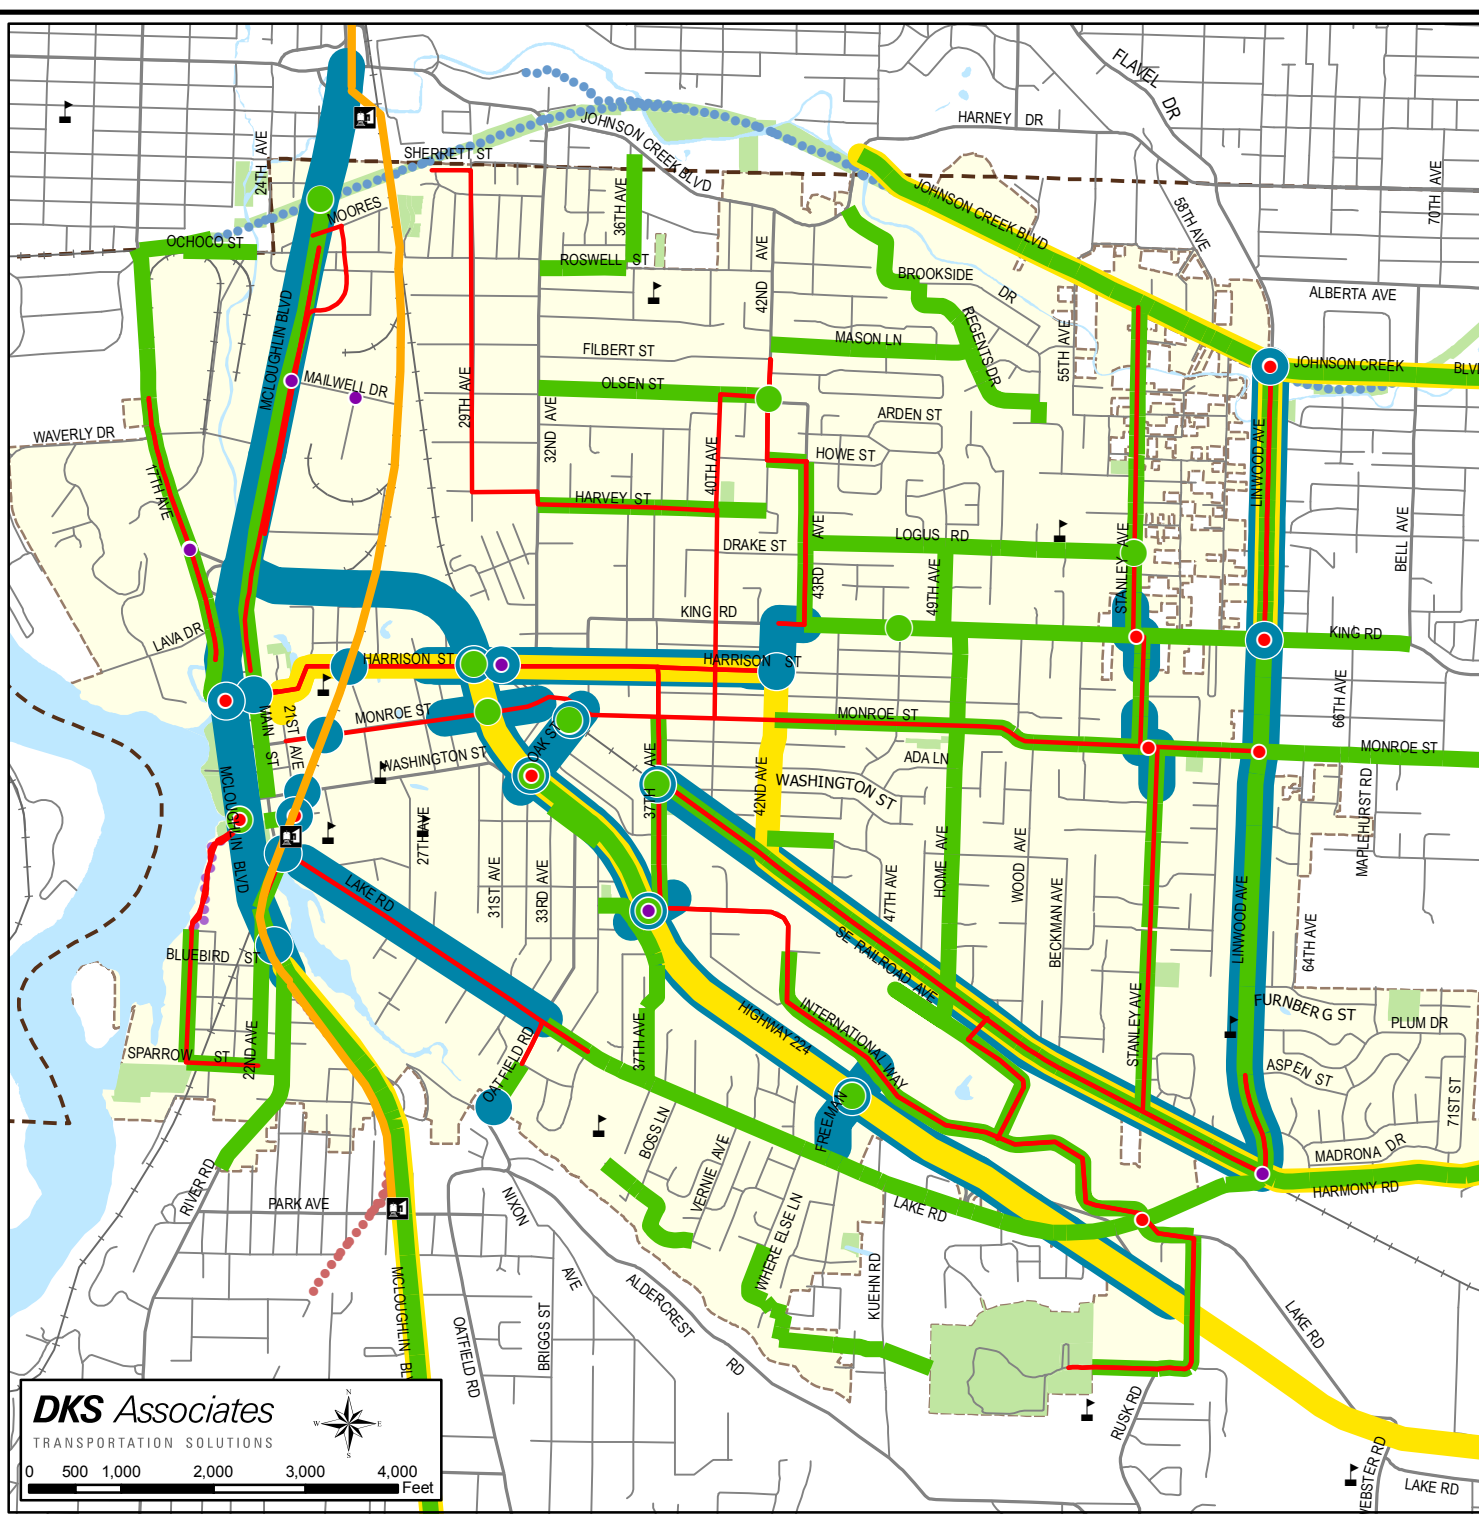 FLAVEL DR
HARNEY DR
JOHNSON CREEK BLVD
SHERRETT ST
24TH AVE
36TH AVE
70TH AVE
58TH AVE
MOORES
OCHOCO ST
JOHNSON CREEK BLVD
42ND AVE
ROSWELL ST
BROOKSIDE DR
ALBERTA AVE
MCLOUGHLIN BLVD
REGENTS DR
MASON LN
55TH AVE
FILBERT ST
JOHNSON CREEK
OLSEN ST
MAILWELL DR
29TH AVE
32ND AVE
ARDEN ST
WAVERLY DR
40TH AVE
HOWE ST
LINWOOD AVE
17TH AVE
HARVEY ST
DRAKE ST
43RD AVE
LOGUS RD
BELL AVE
STANLEY AVE
49TH AVE
KING RD
KING RD
LAVA DR
HARRISON ST
HARRISON ST
66TH AVE
MAIN ST
21ST AVE
MONROE ST
MONROE ST
MONROE ST
OAK ST
WASHINGTON ST
37TH AVE
42ND AVE
WASHINGTON ST
ADA LN
MCLOUGHLIN BLVD
27TH AVE
MAPLEHURST RD
HOME AVE
WOOD AVE
LAKE RD
31ST AVE
33RD AVE
47TH AVE
BECKMAN AVE
LINWOOD AVE
64TH AVE
SE RAILROAD AVE
BLUEBIRD ST
FURNBERG ST
PLUM DR
HIGHWAY 224
INTERNATIONAL WAY
STANLEY AVE
SPARROW ST
22ND AVE
OATFIELD RD
37TH AVE
ASPEN ST
71ST ST
BOSS LN
FREEMAN
VERNIE AVE
MADRONA DR
HARMONY RD
RIVER RD
PARK AVE
NIXON AVE
LAKE RD
WHERE ELSE LN
KUEHN RD
MCLOUGHLIN
OATFIELD RD
BRIGGS ST
ALDERCREST RD
LAKE RD
RUSK RD
LAKE RD
DKS Associates
TRANSPORTATION SOLUTIONS
N
W E
S
0 500 1,000 2,000 3,000 4,000
Feet